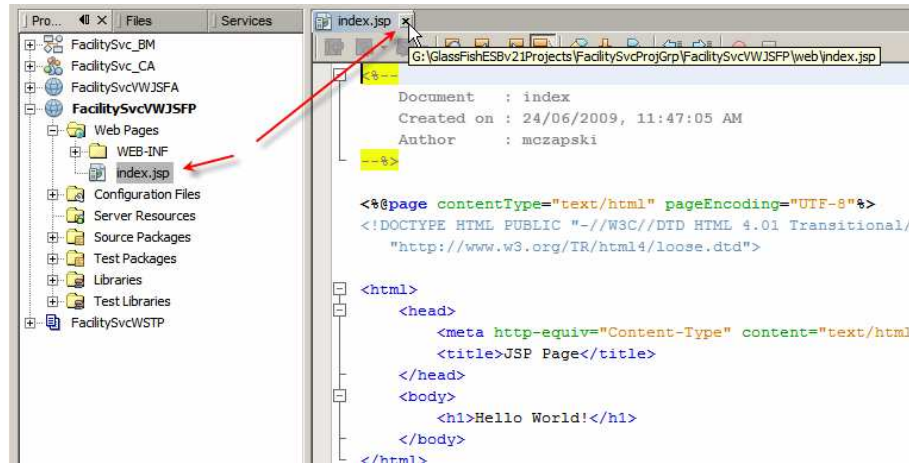 Pro...
Files
Services
FacilitySvc_BM
FacilitySvc_CA
FacilitySvcVWJSFA
FacilitySvcVWJSFP
Web Pages
WEB-INF
index.jsp
Configuration Files
Server Resources
Source Packages
Test Packages
Libraries
Test Libraries
FacilitySvcWSTP
index.jsp
G:\GlassFishESBv21Projects\FacilitySvcProjGrp\FacilitySvcVWJSFP\web\index.jsp
<%--
Document : index
Created on : 24/06/2009, 11:47:05 AM
Author : mczapski
--%>
<%@page contentType="text/html" pageEncoding="UTF-8"%>
<!DOCTYPE HTML PUBLIC "-//W3C//DTD HTML 4.01 Transitional/
"http://www.w3.org/TR/html4/loose.dtd">
<html>
<head>
<meta http-equiv="Content-Type" content="text/html
<title>JSP Page</title>
</head>
<body>
<h1>Hello World!</h1>
</body>
</html>